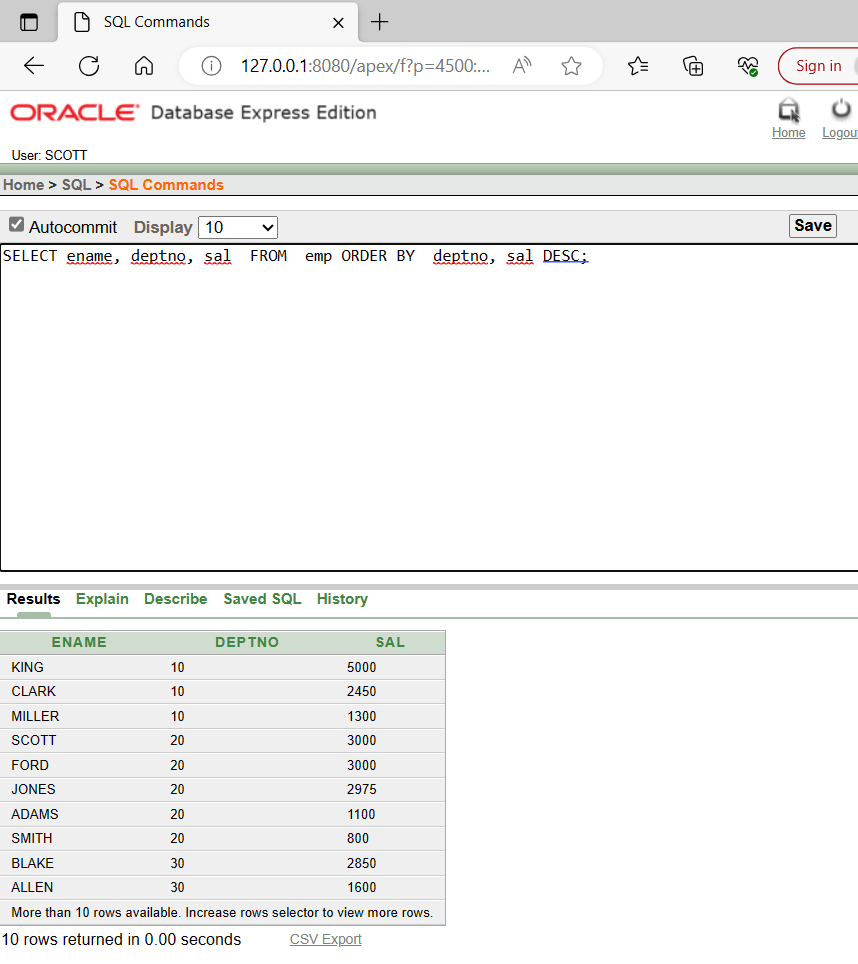 SQL Commands
127.0.0.1:8080/apex/f?p=4500:... Sign in
ORACLE Database Express Edition
Home Logou
User: SCOTT
Home > SQL > SQL Commands
Autocommit Display 10 Save
SELECT ename, deptno, sal FROM emp ORDER BY deptno, sal DESC;
Results Explain Describe Saved SQL History
ENAME DEPTNO SAL
KING 10 5000
CLARK 10 2450
MILLER 10 1300
SCOTT 20 3000
FORD 20 3000
JONES 20 2975
ADAMS 20 1100
SMITH 20 800
BLAKE 30 2850
ALLEN 30 1600
More than 10 rows available. Increase rows selector to view more rows.
10 rows returned in 0.00 seconds CSV Export